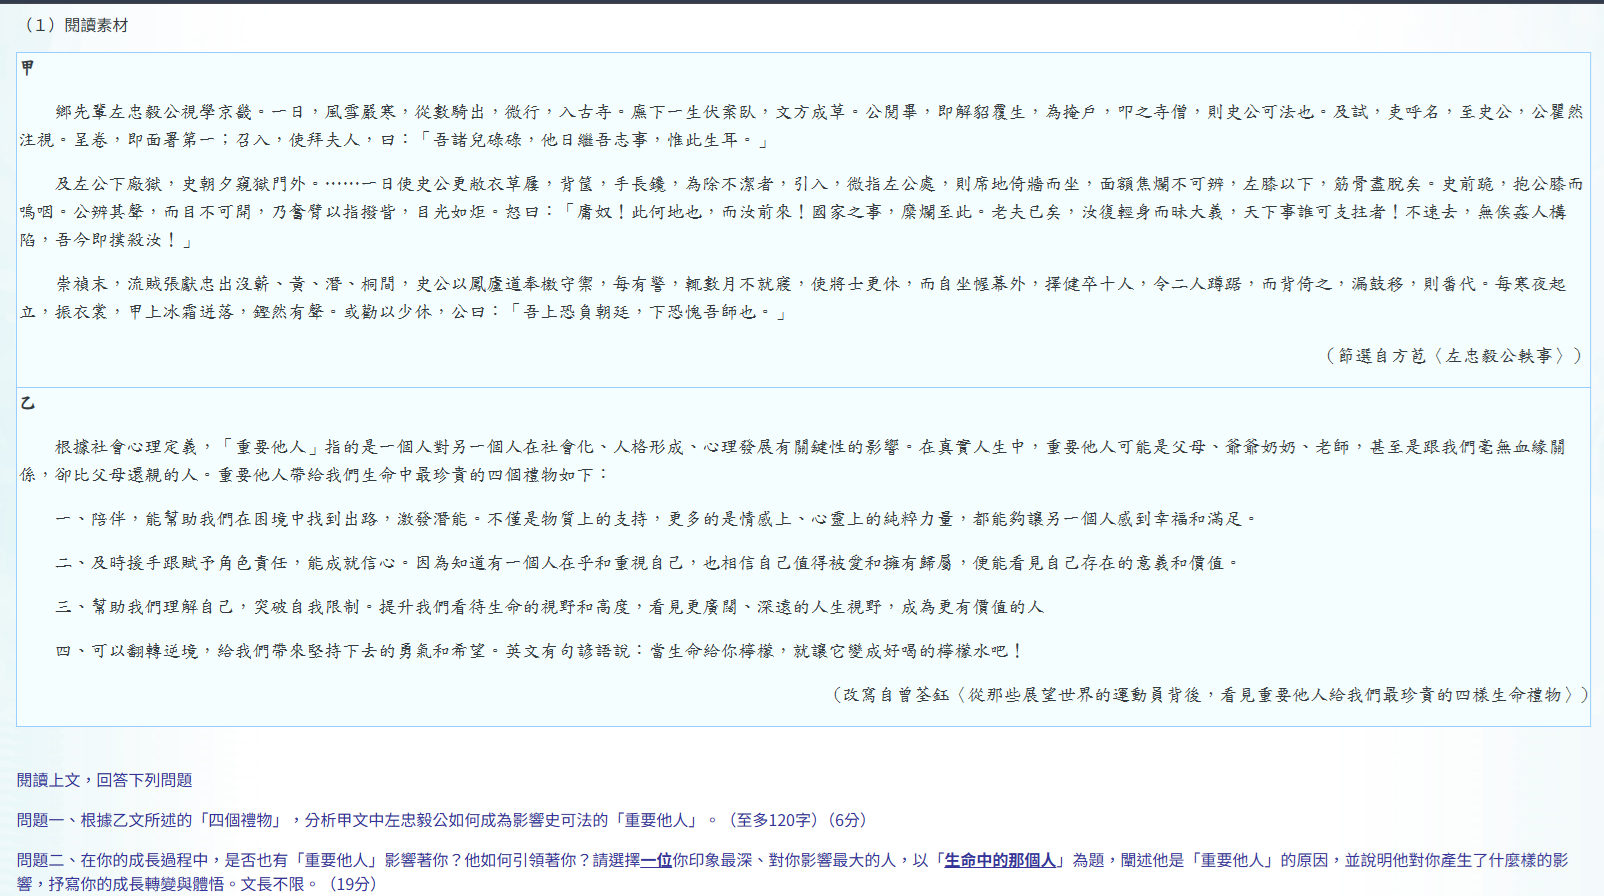 （1）閱讀素材
甲
鄉先輩左忠毅公視學京畿。一日，風雪嚴寒，從數騎出，微行，入古寺。廡下一生伏案臥，文方成草。公閱畢，即解貂覆生，為掩戶，叩之寺僧，則史公可法也。及試，吏呼名，至史公，公瞿然
注視。呈卷，即面署第一；召入，使拜夫人，曰：「吾諸兒碌碌，他日繼吾志事，惟此生耳。」
及左公下廠獄，史朝夕窺獄門外。……一日使史公更敝衣草屨，背筐，手長鑱，為除不潔者，引入，微指左公處，則席地倚牆而坐，面額焦爛不可辨，左膝以下，筋骨盡脫矣。史前跪，抱公膝而
嗚咽。公辨其聲，而目不可開，乃奮臂以指撥眥，目光如炬。怒曰：「庸奴！此何地也，而汝前來！國家之事，糜爛至此。老夫已矣，汝復輕身而昧大義，天下事誰可支拄者！不速去，無俟姦人構
陷，吾今即撲殺汝！」
崇禎末，流賊張獻忠出沒蘄、黃、潛、桐間，史公以鳳廬道奉檄守禦，每有警，輒數月不就寢，使將士更休，而自坐幄幕外，擇健卒十人，令二人蹲踞，而背倚之，漏鼓移，則番代。每寒夜起
立，振衣裳，甲上冰霜迸落，鏗然有聲。或勸以少休，公曰：「吾上恐負朝廷，下恐愧吾師也。」
（節選自方苞〈左忠毅公軼事〉）
乙
根據社會心理定義，「重要他人」指的是一個人對另一個人在社會化、人格形成、心理發展有關鍵性的影響。在真實人生中，重要他人可能是父母、爺爺奶奶、老師，甚至是跟我們毫無血緣關
係，卻比父母還親的人。重要他人帶給我們生命中最珍貴的四個禮物如下：
一、陪伴，能幫助我們在困境中找到出路，激發潛能。不僅是物質上的支持，更多的是情感上、心靈上的純粹力量，都能夠讓另一個人感到幸福和滿足。
二、及時援手跟賦予角色責任，能成就信心。因為知道有一個人在乎和重視自己，也相信自己值得被愛和擁有歸屬，便能看見自己存在的意義和價值。
三、幫助我們理解自己，突破自我限制。提升我們看待生命的視野和高度，看見更廣闊、深遠的人生視野，成為更有價值的人
四、可以翻轉逆境，給我們帶來堅持下去的勇氣和希望。英文有句諺語說：當生命給你檸檬，就讓它變成好喝的檸檬水吧！
（改寫自曾荃鈺〈從那些展望世界的運動員背後，看見重要他人給我們最珍貴的四樣生命禮物〉）
閱讀上文，回答下列問題
問題一、根據乙文所述的「四個禮物」，分析甲文中左忠毅公如何成為影響史可法的「重要他人」。（至多120字）（6分）
問題二、在你的成長過程中，是否也有「重要他人」影響著你？他如何引領著你？請選擇一位你印象最深、對你影響最大的人，以「生命中的那個人」為題，闡述他是「重要他人」的原因，並說明他對你產生了什麼樣的影
響，抒寫你的成長轉變與體悟。文長不限。（19分）